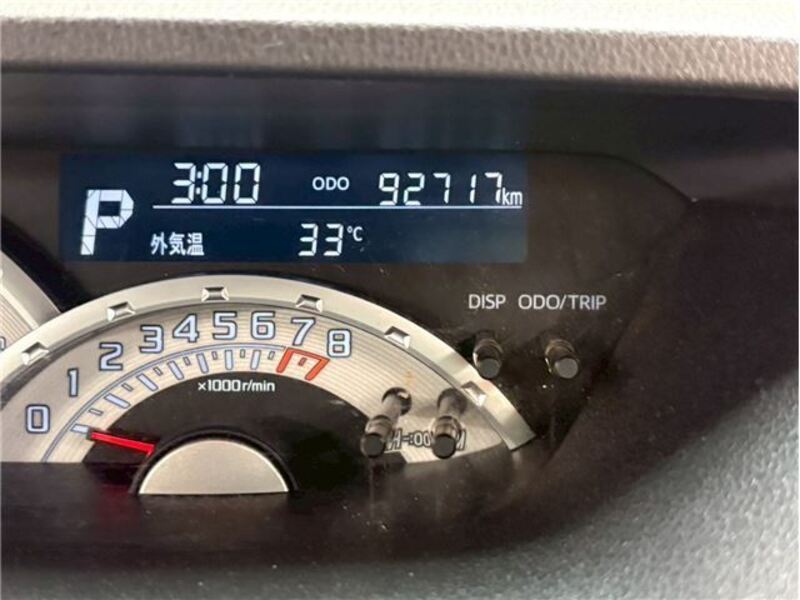 3:00 ODO 92717km
P
外気温 33℃
DISP ODO/TRIP
0 1 2 3 4 5 6 7 8
×1000r/min